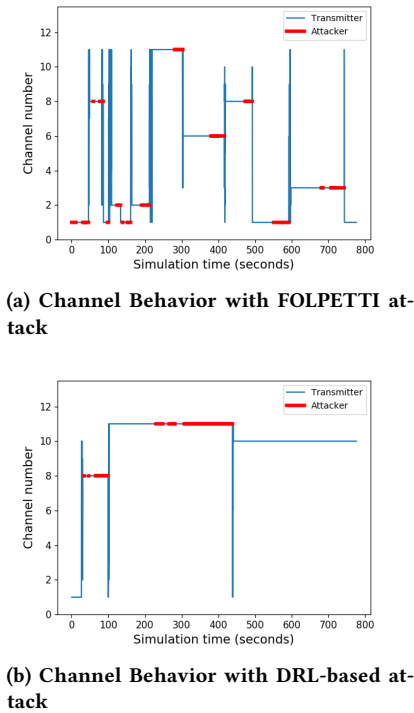 Transmitter
Attacker
12
10
8
6
4
2
0
Channel number
0 100 200 300 400 500 600 700 800
Simulation time (seconds)
(a) Channel Behavior with FOLPETTI at-
tack
Transmitter
Attacker
12
10
8
6
4
2
0
Channel number
0 100 200 300 400 500 600 700 800
Simulation time (seconds)
(b) Channel Behavior with DRL-based at-
tack